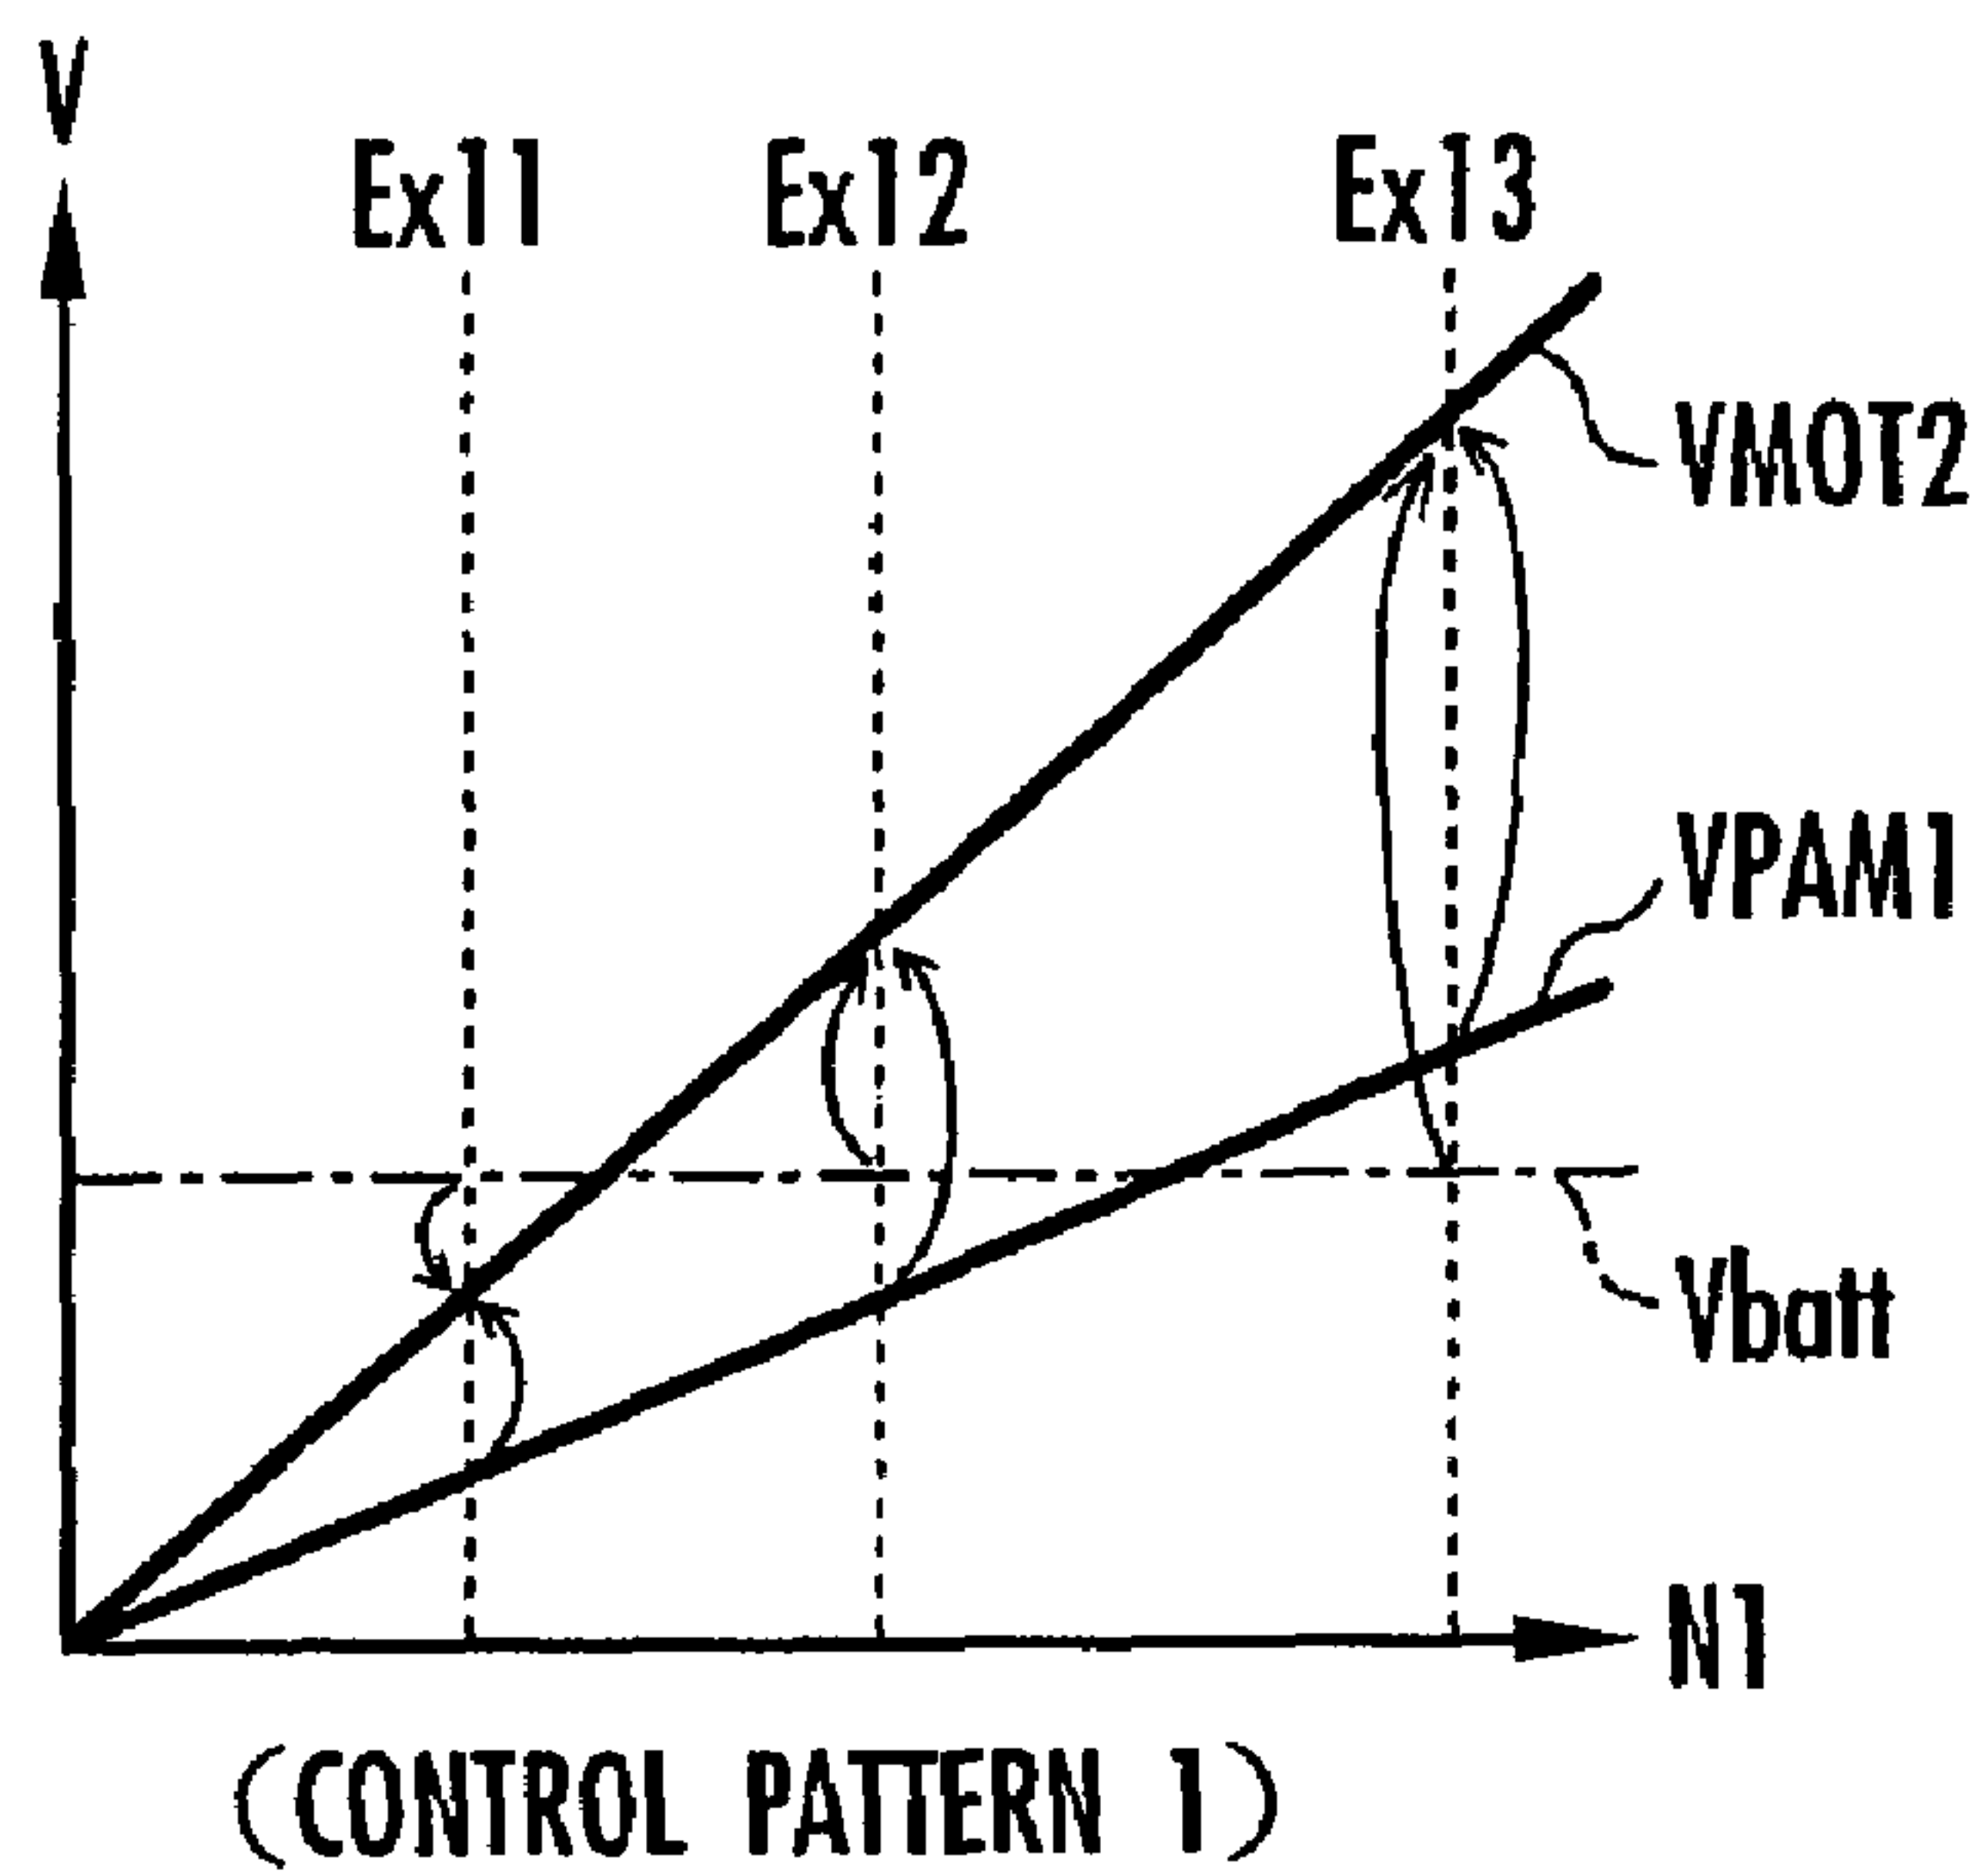 V
Ex11 Ex12 Ex13
VMOT2
VPAM1
Vbatt
N1
(CONTROL PATTERN 1)